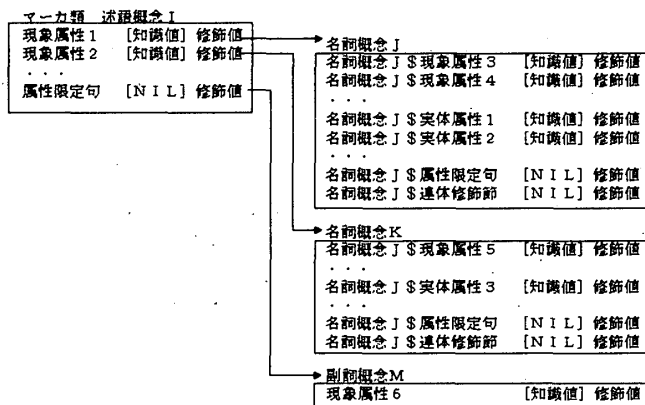 マーカ類 述語概念I
現象属性1 [知識値] 修飾値
現象属性2 [知識値] 修飾値
・・・
属性限定句 [NIL] 修飾値
名詞概念J
名詞概念J$現象属性3 [知識値] 修飾値
名詞概念J$現象属性4 [知識値] 修飾値
・・・
名詞概念J$実体属性1 [知識値] 修飾値
名詞概念J$実体属性2 [知識値] 修飾値
・・・
名詞概念J$属性限定句 [NIL] 修飾値
名詞概念J$連体修飾節 [NIL] 修飾値
名詞概念K
名詞概念J$現象属性5 [知識値] 修飾値
・・・
名詞概念J$実体属性3 [知識値] 修飾値
・・・
名詞概念J$属性限定句 [NIL] 修飾値
名詞概念J$連体修飾節 [NIL] 修飾値
副詞概念M
現象属性6 [知識値] 修飾値